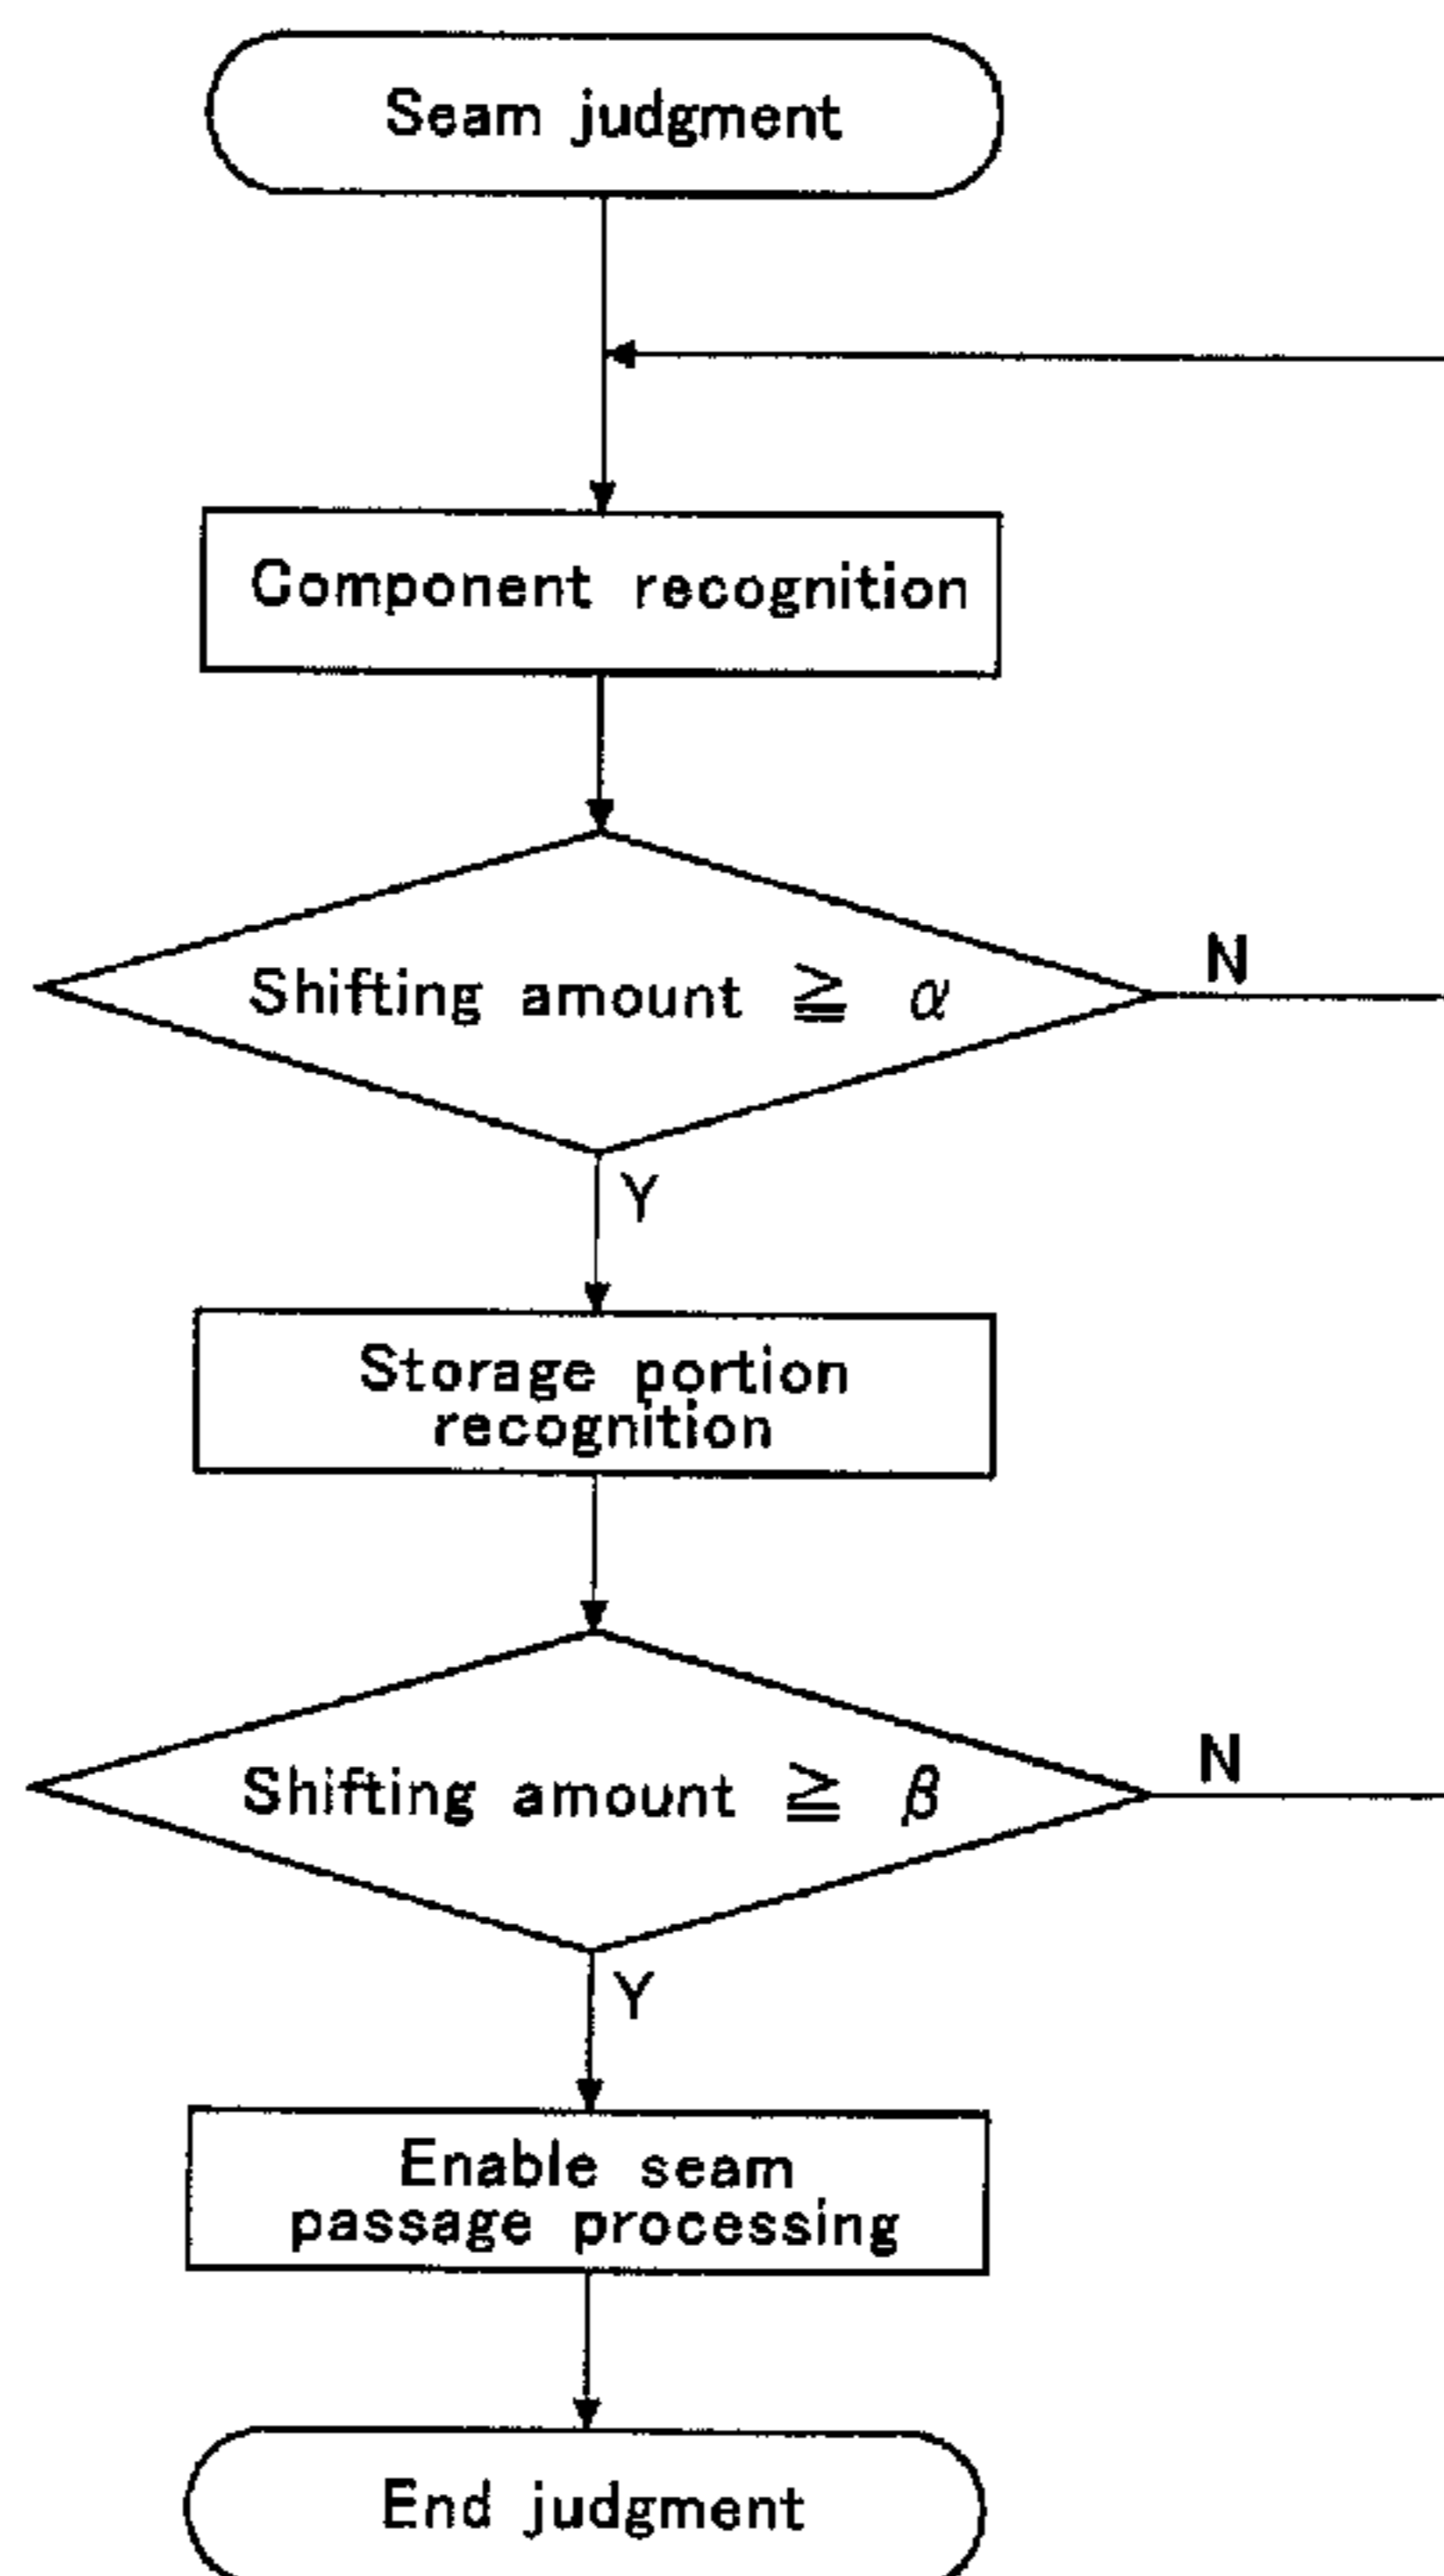 Seam judgment
Component recognition
Shifting amount ≧ α
N
Y
Storage portion
recognition
Shifting amount ≧ β
N
Y
Enable seam
passage processing
End judgment